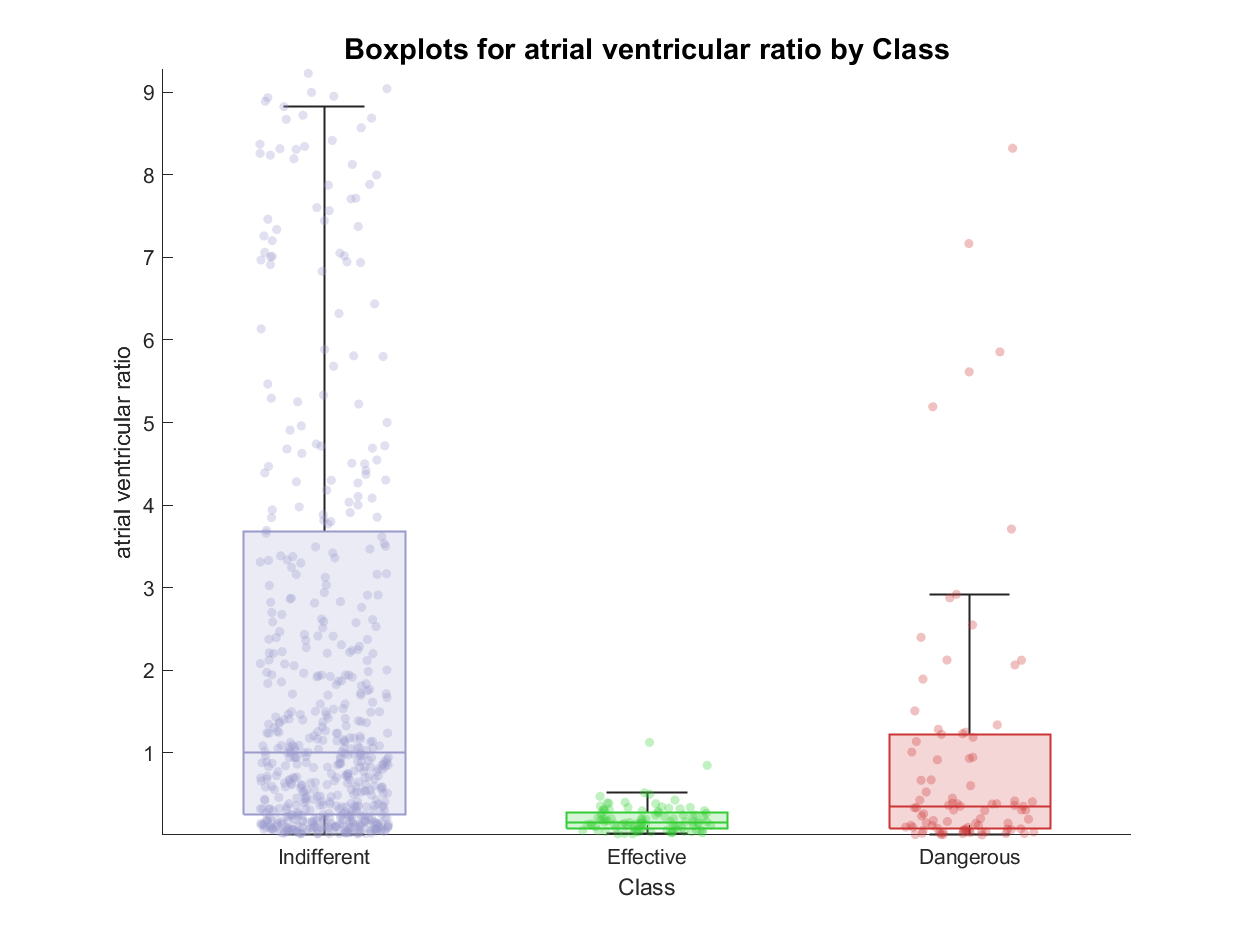 Boxplots for atrial ventricular ratio by Class
atrial ventricular ratio
9
8
7
6
5
4
3
2
1
Indifferent
Effective
Dangerous
Class